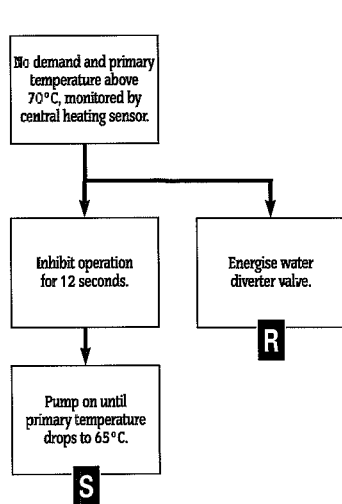 No demand and primary
temperature above
70°C, monitored by
central heating sensor.
Inhibit operation
for 12 seconds.
Energise water
diverter valve.
R
Pump on until
primary temperature
drops to 65°C.
S